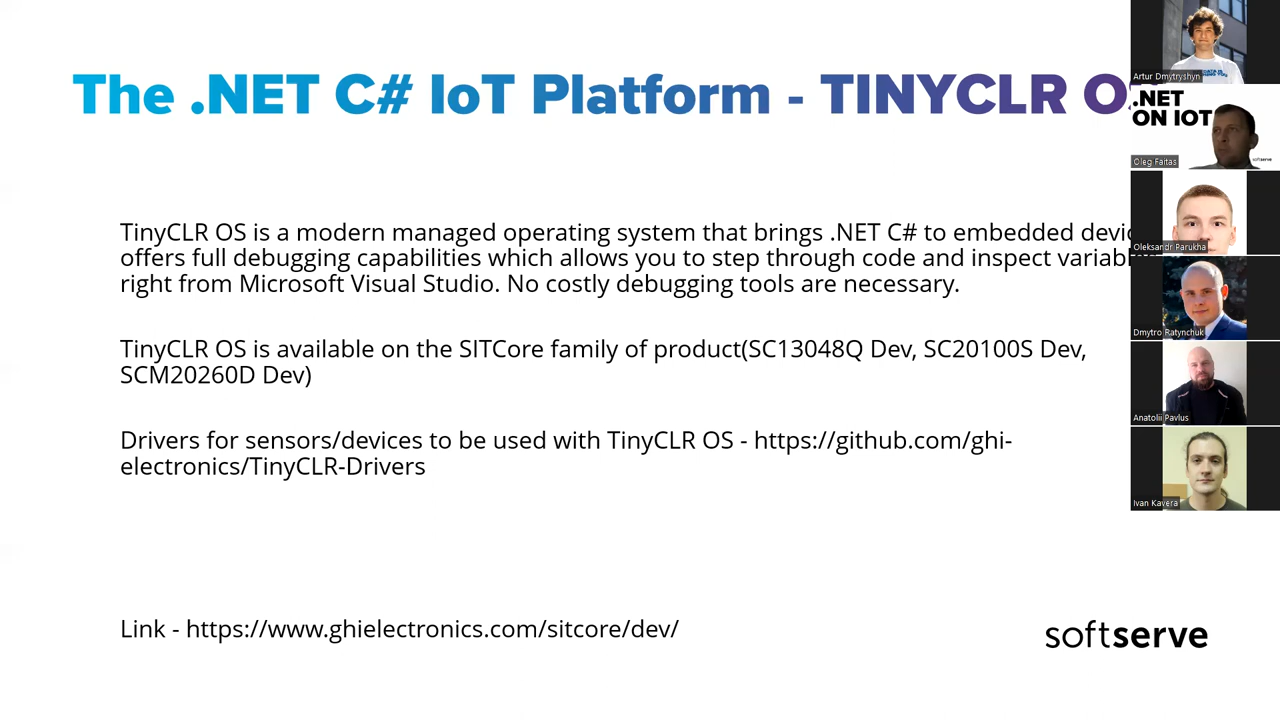 The .NET C# IoT Platform - TINYCLR OS
TinyCLR OS is a modern managed operating system that brings .NET C# to embedded
offers full debugging capabilities which allows you to step through code and inspect
right from Microsoft Visual Studio. No costly debugging tools are necessary.
TinyCLR OS is available on the SITCore family of product(SC13048Q Dev, SC20100S Dev,
SCM20260D Dev)
Drivers for sensors/devices to be used with TinyCLR OS - https://github.com/ghi-
electronics/TinyCLR-Drivers
Link - https://www.ghielectronics.com/sitcore/dev/
softserve
Artur Dmytryshyn
.NET
ON IOT
softserve
Oleg Faitas
Oleksandr Parukha
Dmytro Ratynchuk
Anatolii Pavlus
Ivan Kavera